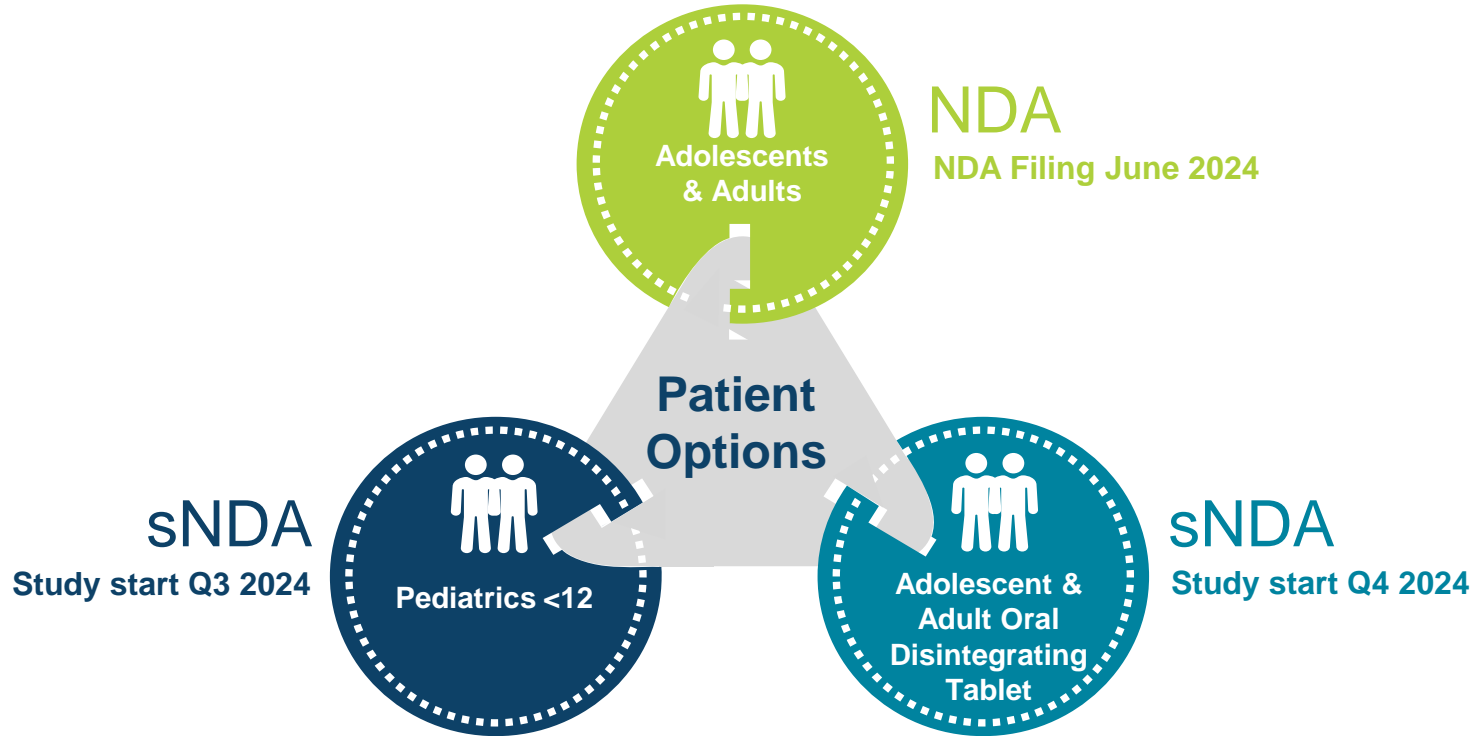 Adolescents
& Adults
NDA
NDA Filing June 2024
Patient
Options
sNDA
Study start Q3 2024
Pediatrics <12
Adolescent &
Adult Oral
Disintegrating
Tablet
sNDA
Study start Q4 2024